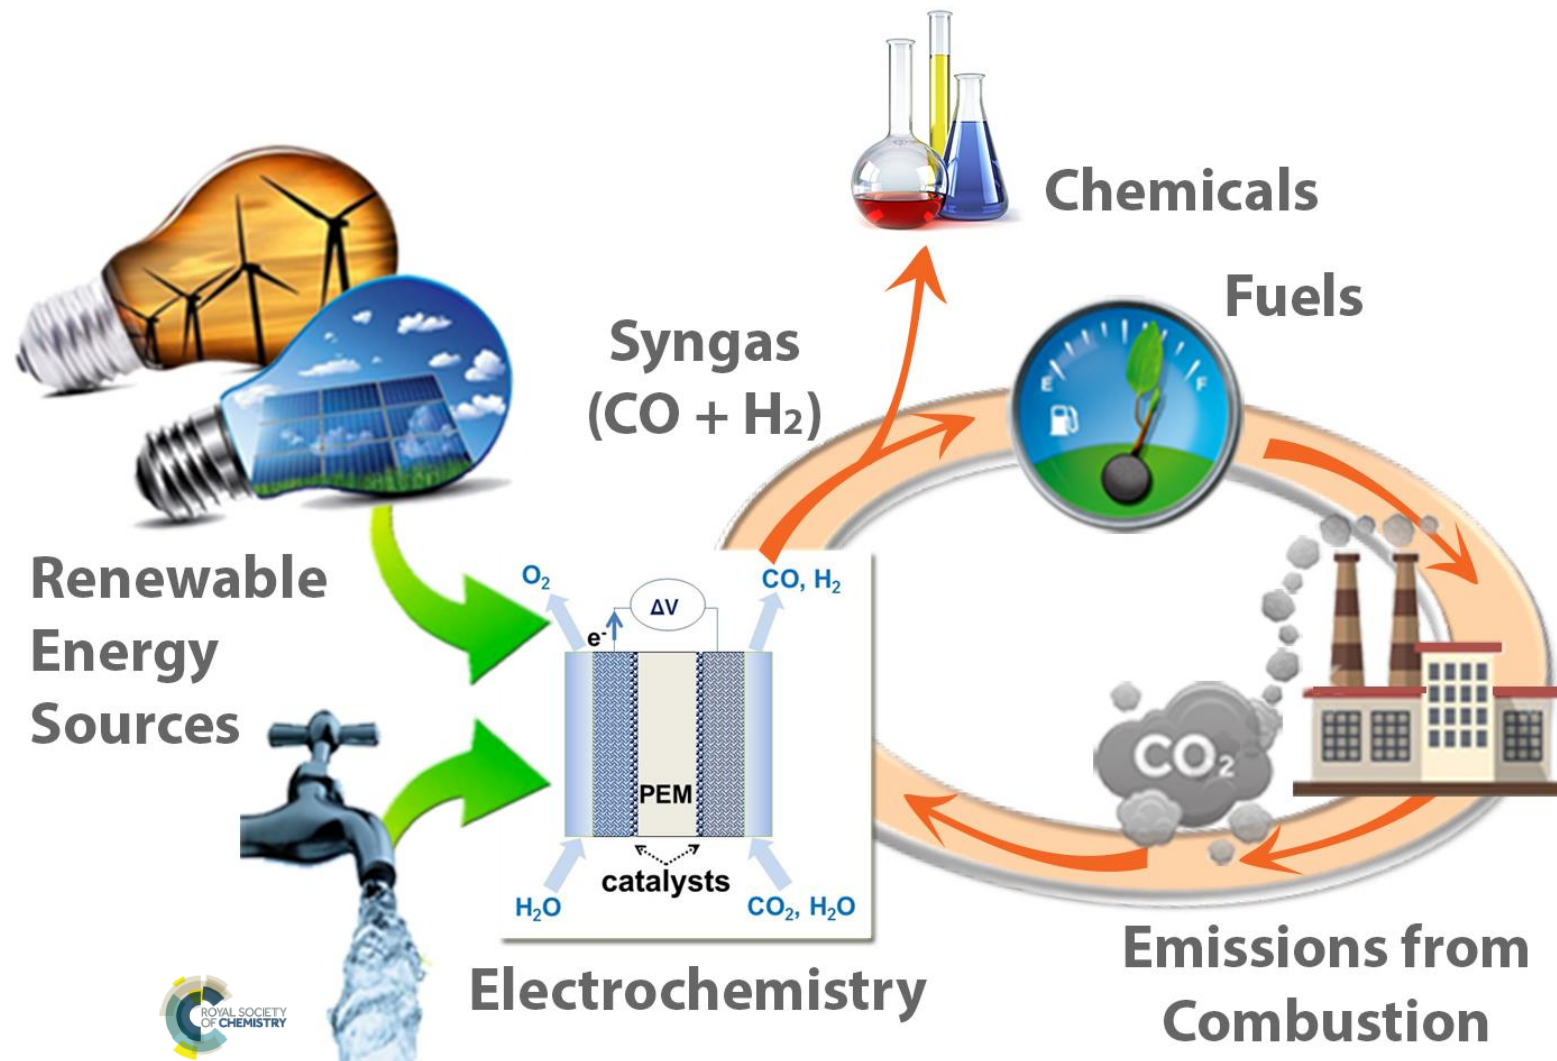 Chemicals
Fuels
E
F
Syngas
(CO + H₂)
Renewable
Energy
Sources
O₂
ΔV
e⁻
CO, H₂
PEM
catalysts
H₂O
CO₂, H₂O
CO₂
Electrochemistry
Emissions from
Combustion
ROYAL SOCIETY
OF CHEMISTRY